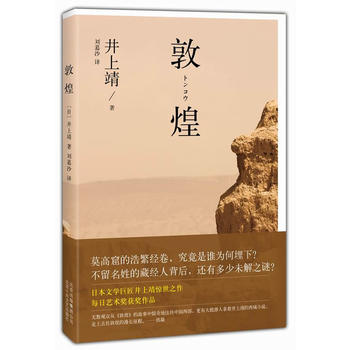 敦煌
〔日〕井上靖 著
刘慕沙 译
敦煌
トンコウ
井上靖/著
刘慕沙 译
莫高窟的浩繁经卷，究竟是谁为何埋下？
不留名姓的藏经人背后，还有多少未解之谜？
日本文学巨匠井上靖惊世之作
每日艺术奖获奖作品